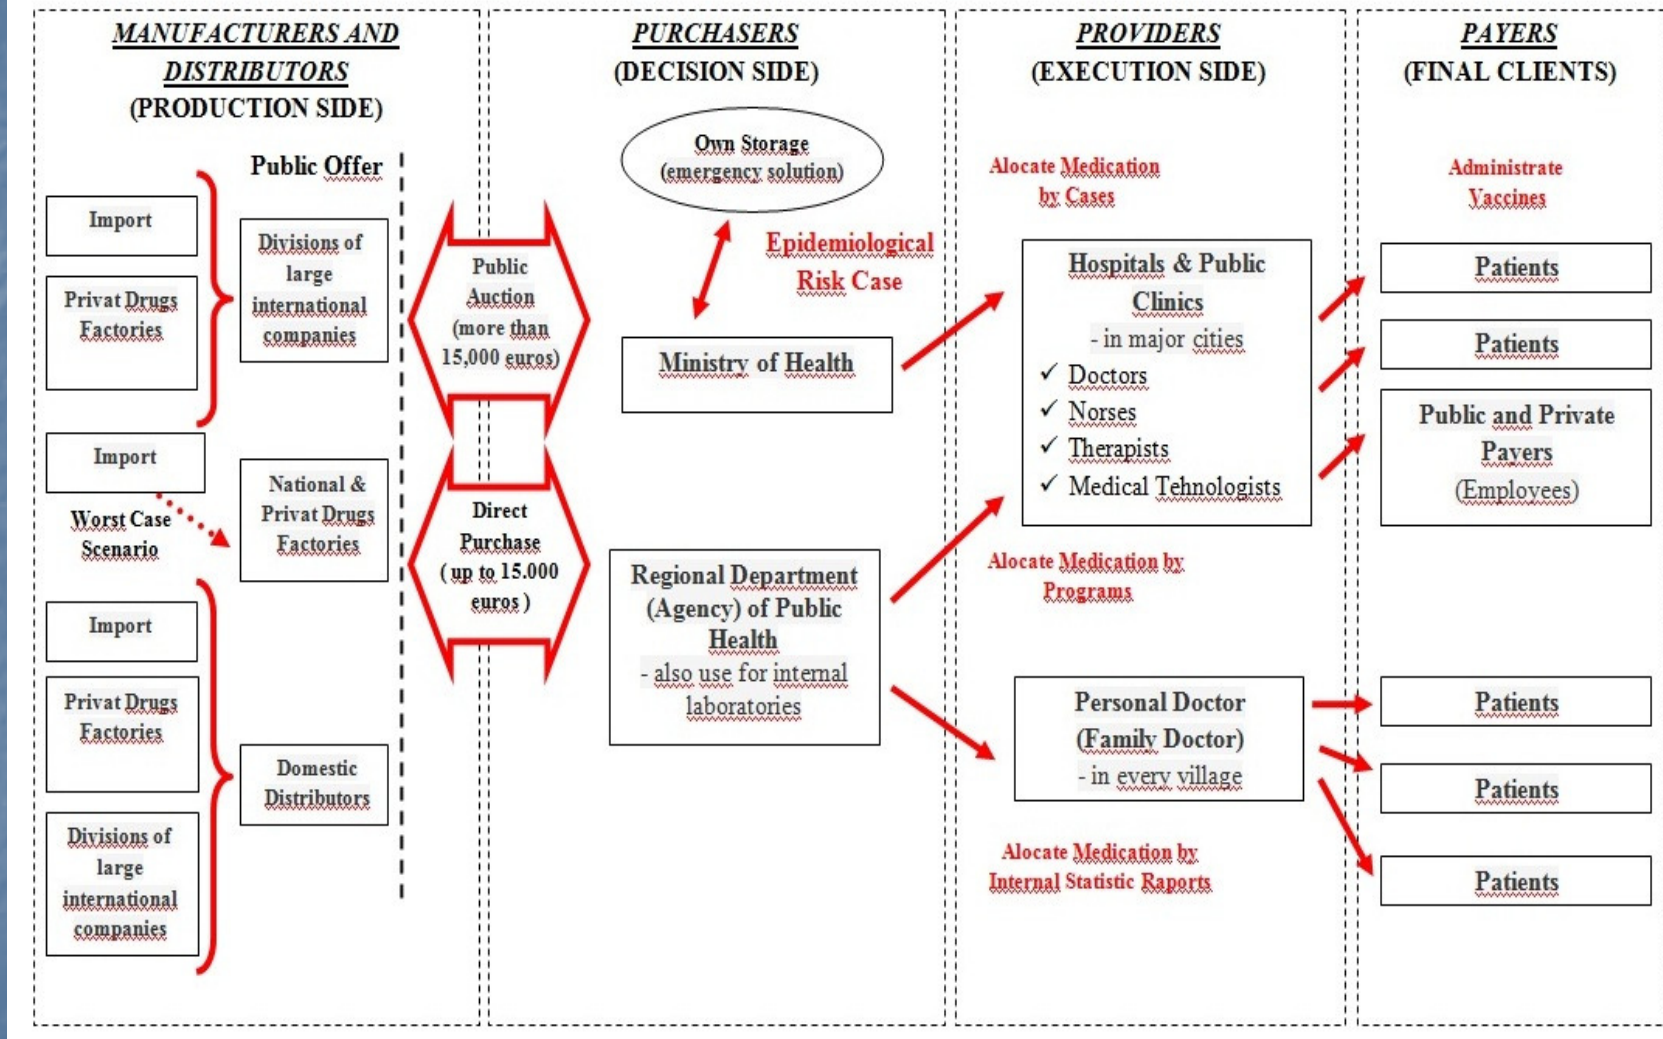 MANUFACTURERS AND
DISTRIBUTORS
(PRODUCTION SIDE)
Public Offer
Import
Privat Drugs
Factories
Divisions of
large
international
companies
Import
Worst Case
Scenario
National &
Privat Drugs
Factories
Import
Privat Drugs
Factories
Divisions of
large
international
companies
Domestic
Distributors
Public
Auction
(more than
15,000 euros)
Direct
Purchase
( up to 15.000
euros )
PURCHASERS
(DECISION SIDE)
Own Storage
(emergency solution)
Epidemiological
Risk Case
Ministry of Health
Regional Department
(Agency) of Public
Health
- also use for internal
laboratories
PROVIDERS
(EXECUTION SIDE)
Alocate Medication
by Cases
Hospitals & Public
Clinics
- in major cities
✓ Doctors
✓ Norses
✓ Therapists
✓ Medical Tehnologists
Alocate Medication by
Programs
Personal Doctor
(Family Doctor)
- in every village
Alocate Medication by
Internal Statistic Raports
PAYERS
(FINAL CLIENTS)
Administrate
Vaccines
Patients
Patients
Public and Private
Payers
(Employees)
Patients
Patients
Patients